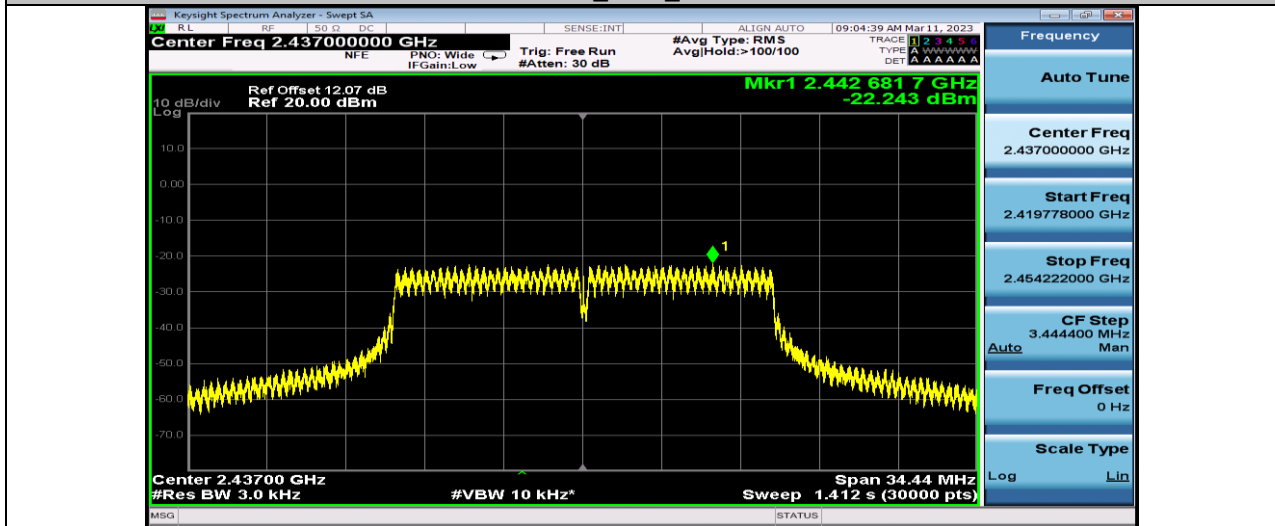 Keysight Spectrum Analyzer - Swept SA
LXI RL RF 50 Ω DC SENSE:INT ALIGN AUTO 09:04:39 AM Mar 11, 2023
Center Freq 2.437000000 GHz
NFE
PNO: Wide
IFGain:Low
Trig: Free Run
#Atten: 30 dB
#Avg Type: RMS
Avg|Hold:>100/100
TRACE 1 2 3 4 5 6
TYPE A WWWWW
DET A A A A A A
Ref Offset 12.07 dB
10 dB/div Ref 20.00 dBm
Log
Mkr1 2.442 681 7 GHz
-22.243 dBm
10.0
0.00
-10.0
-20.0
-30.0
-40.0
-50.0
-60.0
-70.0
1
Center 2.43700 GHz
Span 34.44 MHz
#Res BW 3.0 kHz
#VBW 10 kHz*
Sweep 1.412 s (30000 pts)
MSG
STATUS
Frequency
Auto Tune
Center Freq
2.437000000 GHz
Start Freq
2.419778000 GHz
Stop Freq
2.454222000 GHz
CF Step
3.444400 MHz
Auto Man
Freq Offset
0 Hz
Scale Type
Log Lin